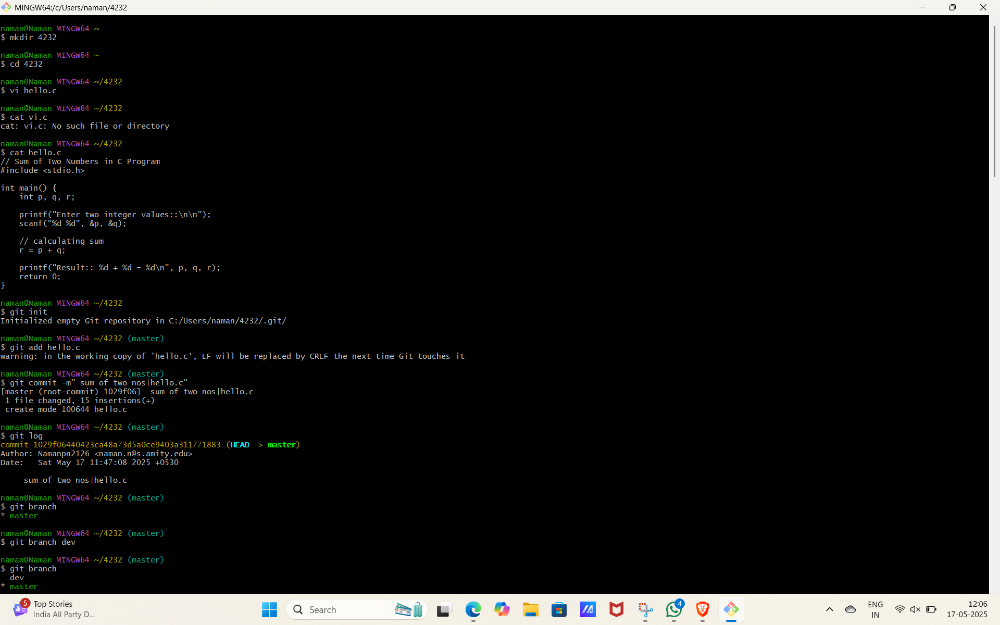 MINGW64:/c/Users/naman/4232
naman@Naman MINGW64 ~
$ mkdir 4232
naman@Naman MINGW64 ~
$ cd 4232
naman@Naman MINGW64 ~/4232
$ vi hello.c
naman@Naman MINGW64 ~/4232
$ cat vi.c
cat: vi.c: No such file or directory
naman@Naman MINGW64 ~/4232
$ cat hello.c
// Sum of Two Numbers in C Program
#include <stdio.h>
int main() {
    int p, q, r;
    printf("Enter two integer values::\n\n");
    scanf("%d %d", &p, &q);
    // calculating sum
    r = p + q;
    printf("Result:: %d + %d = %d\n", p, q, r);
    return 0;
}
naman@Naman MINGW64 ~/4232
$ git init
Initialized empty Git repository in C:/Users/naman/4232/.git/
naman@Naman MINGW64 ~/4232 (master)
$ git add hello.c
warning: in the working copy of 'hello.c', LF will be replaced by CRLF the next time Git touches it
naman@Naman MINGW64 ~/4232 (master)
$ git commit -m" sum of two nos|hello.c"
[master (root-commit) 1029f06]  sum of two nos|hello.c
 1 file changed, 15 insertions(+)
 create mode 100644 hello.c
naman@Naman MINGW64 ~/4232 (master)
$ git log
commit 1029f06440423ca48a73d5a0ce9403a311771883 (HEAD -> master)
Author: Namanpn2126 <naman.n@s.amity.edu>
Date:   Sat May 17 11:47:08 2025 +0530
     sum of two nos|hello.c
naman@Naman MINGW64 ~/4232 (master)
$ git branch
* master
naman@Naman MINGW64 ~/4232 (master)
$ git branch dev
naman@Naman MINGW64 ~/4232 (master)
$ git branch
  dev
* master
5
Top Stories
India All Party D...
Search
4
ENG
IN
12:06
17-05-2025